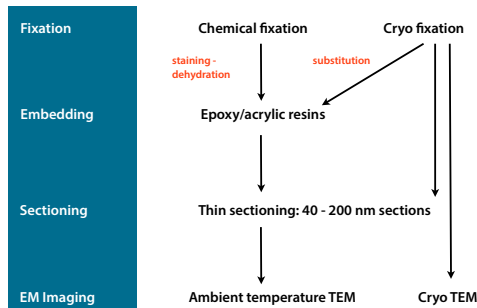 Fixation
Chemical fixation
Cryo fixation
staining -
dehydration
substitution
Embedding
Epoxy/acrylic resins
Sectioning
Thin sectioning: 40 - 200 nm sections
EM Imaging
Ambient temperature TEM
Cryo TEM